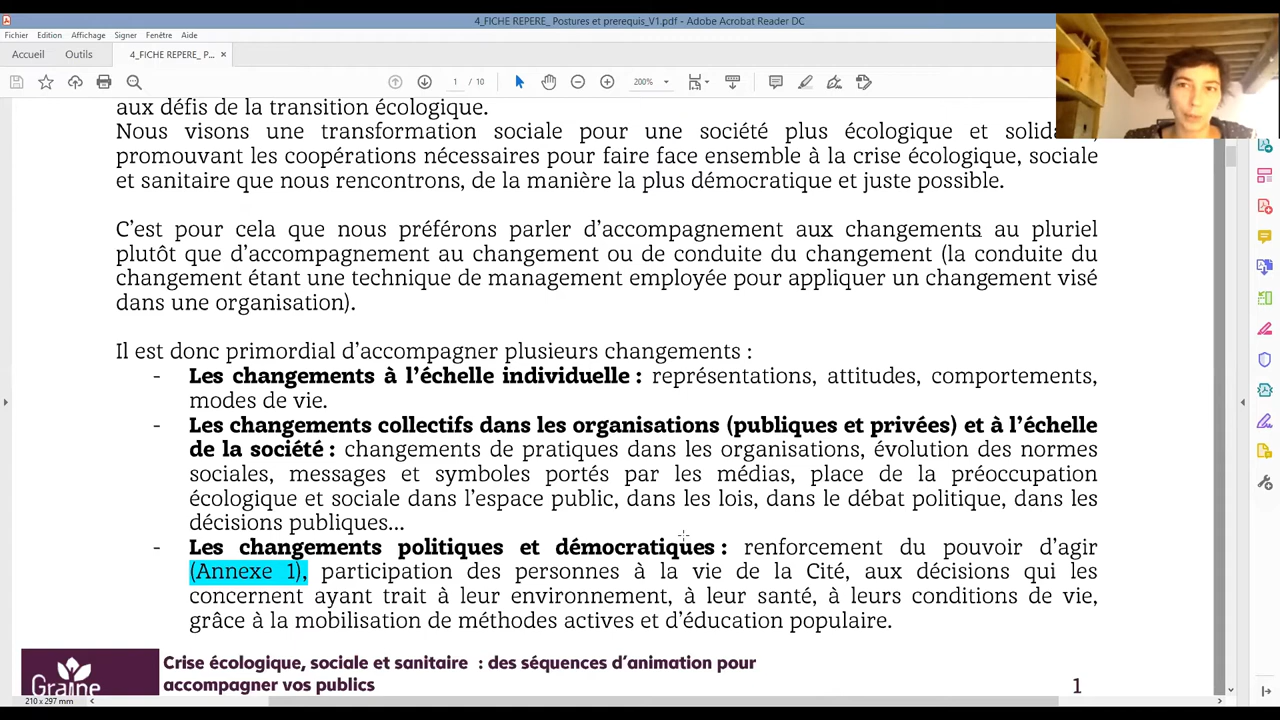 4_FICHE REPERE_ Postures et prerequis_V1.pdf - Adobe Acrobat Reader DC
Fichier Edition Affichage Signer Fenêtre Aide
Accueil Outils 4_FICHE REPERE_ P... ×
1 / 10 200%
aux défis de la transition écologique.
Nous visons une transformation sociale pour une société plus écologique et
promouvant les coopérations nécessaires pour faire face ensemble à la crise écologique, sociale
et sanitaire que nous rencontrons, de la manière la plus démocratique et juste possible.
C’est pour cela que nous préférons parler d’accompagnement aux changements au pluriel
plutôt que d’accompagnement au changement ou de conduite du changement (la conduite du
changement étant une technique de management employée pour appliquer un changement visé
dans une organisation).
Il est donc primordial d’accompagner plusieurs changements :
- Les changements à l’échelle individuelle : représentations, attitudes, comportements,
modes de vie.
- Les changements collectifs dans les organisations (publiques et privées) et à l’échelle
de la société : changements de pratiques dans les organisations, évolution des normes
sociales, messages et symboles portés par les médias, place de la préoccupation
écologique et sociale dans l’espace public, dans les lois, dans le débat politique, dans les
décisions publiques...
- Les changements politiques et démocratiques : renforcement du pouvoir d’agir
(Annexe 1), participation des personnes à la vie de la Cité, aux décisions qui les
concernent ayant trait à leur environnement, à leur santé, à leurs conditions de vie,
grâce à la mobilisation de méthodes actives et d’éducation populaire.
Graine
Crise écologique, sociale et sanitaire : des séquences d’animation pour
accompagner vos publics
1
210 x 297 mm